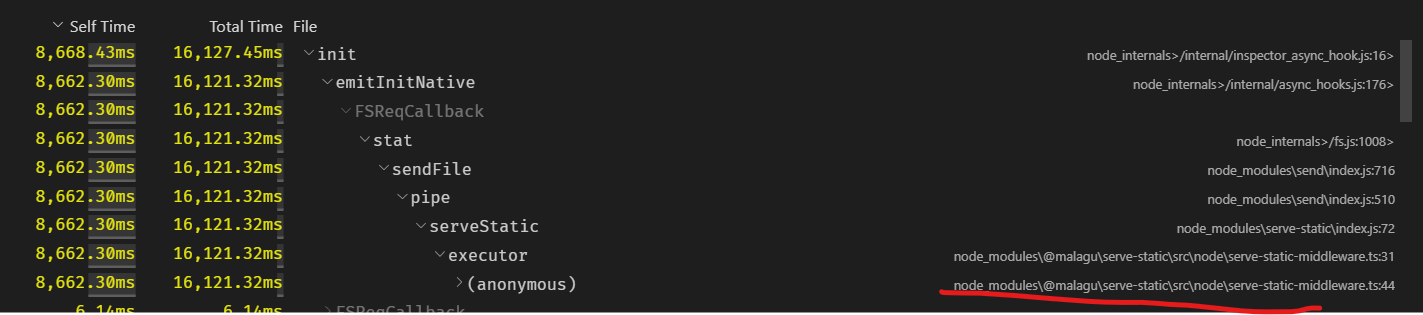 Self Time Total Time File
8,668.43ms 16,127.45ms init node_internals>/internal/inspector_async_hook.js:16>
8,662.30ms 16,121.32ms emitInitNative node_internals>/internal/async_hooks.js:176>
8,662.30ms 16,121.32ms FSReqCallback
8,662.30ms 16,121.32ms stat node_internals>/fs.js:1008>
8,662.30ms 16,121.32ms sendFile node_modules\send\index.js:716
8,662.30ms 16,121.32ms pipe node_modules\send\index.js:510
8,662.30ms 16,121.32ms serveStatic node_modules\serve-static\index.js:72
8,662.30ms 16,121.32ms executor node_modules\@malagu\serve-static\src\node\serve-static-middleware.ts:31
8,662.30ms 16,121.32ms (anonymous) node_modules\@malagu\serve-static\src\node\serve-static-middleware.ts:44
6.14ms 6.14ms FSReqCallback